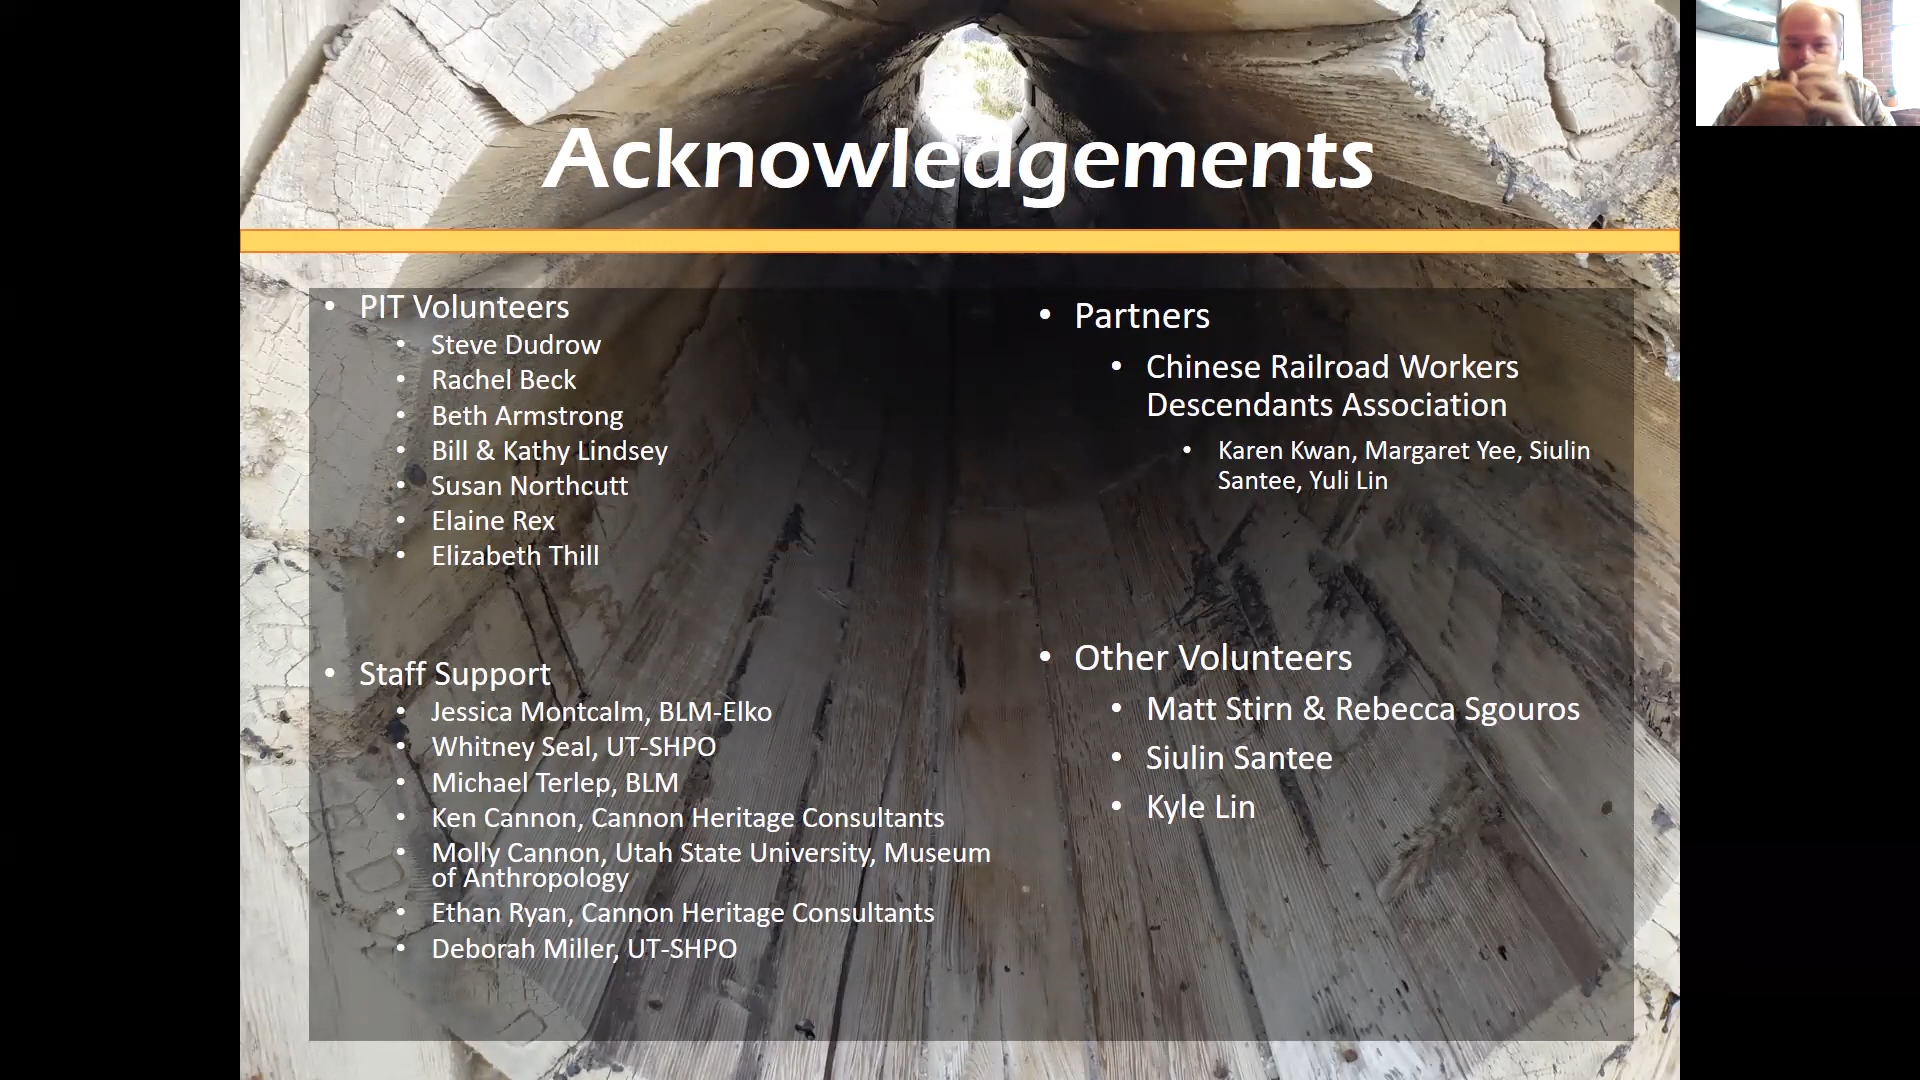 Acknowledgements
• PIT Volunteers
• Steve Dudrow
• Rachel Beck
• Beth Armstrong
• Bill & Kathy Lindsey
• Susan Northcutt
• Elaine Rex
• Elizabeth Thill
• Staff Support
• Jessica Montcalm, BLM-Elko
• Whitney Seal, UT-SHPO
• Michael Terlep, BLM
• Ken Cannon, Cannon Heritage Consultants
• Molly Cannon, Utah State University, Museum
of Anthropology
• Ethan Ryan, Cannon Heritage Consultants
• Deborah Miller, UT-SHPO
• Partners
• Chinese Railroad Workers
Descendants Association
• Karen Kwan, Margaret Yee, Siulin
Santee, Yuli Lin
• Other Volunteers
• Matt Stirn & Rebecca Sgouros
• Siulin Santee
• Kyle Lin